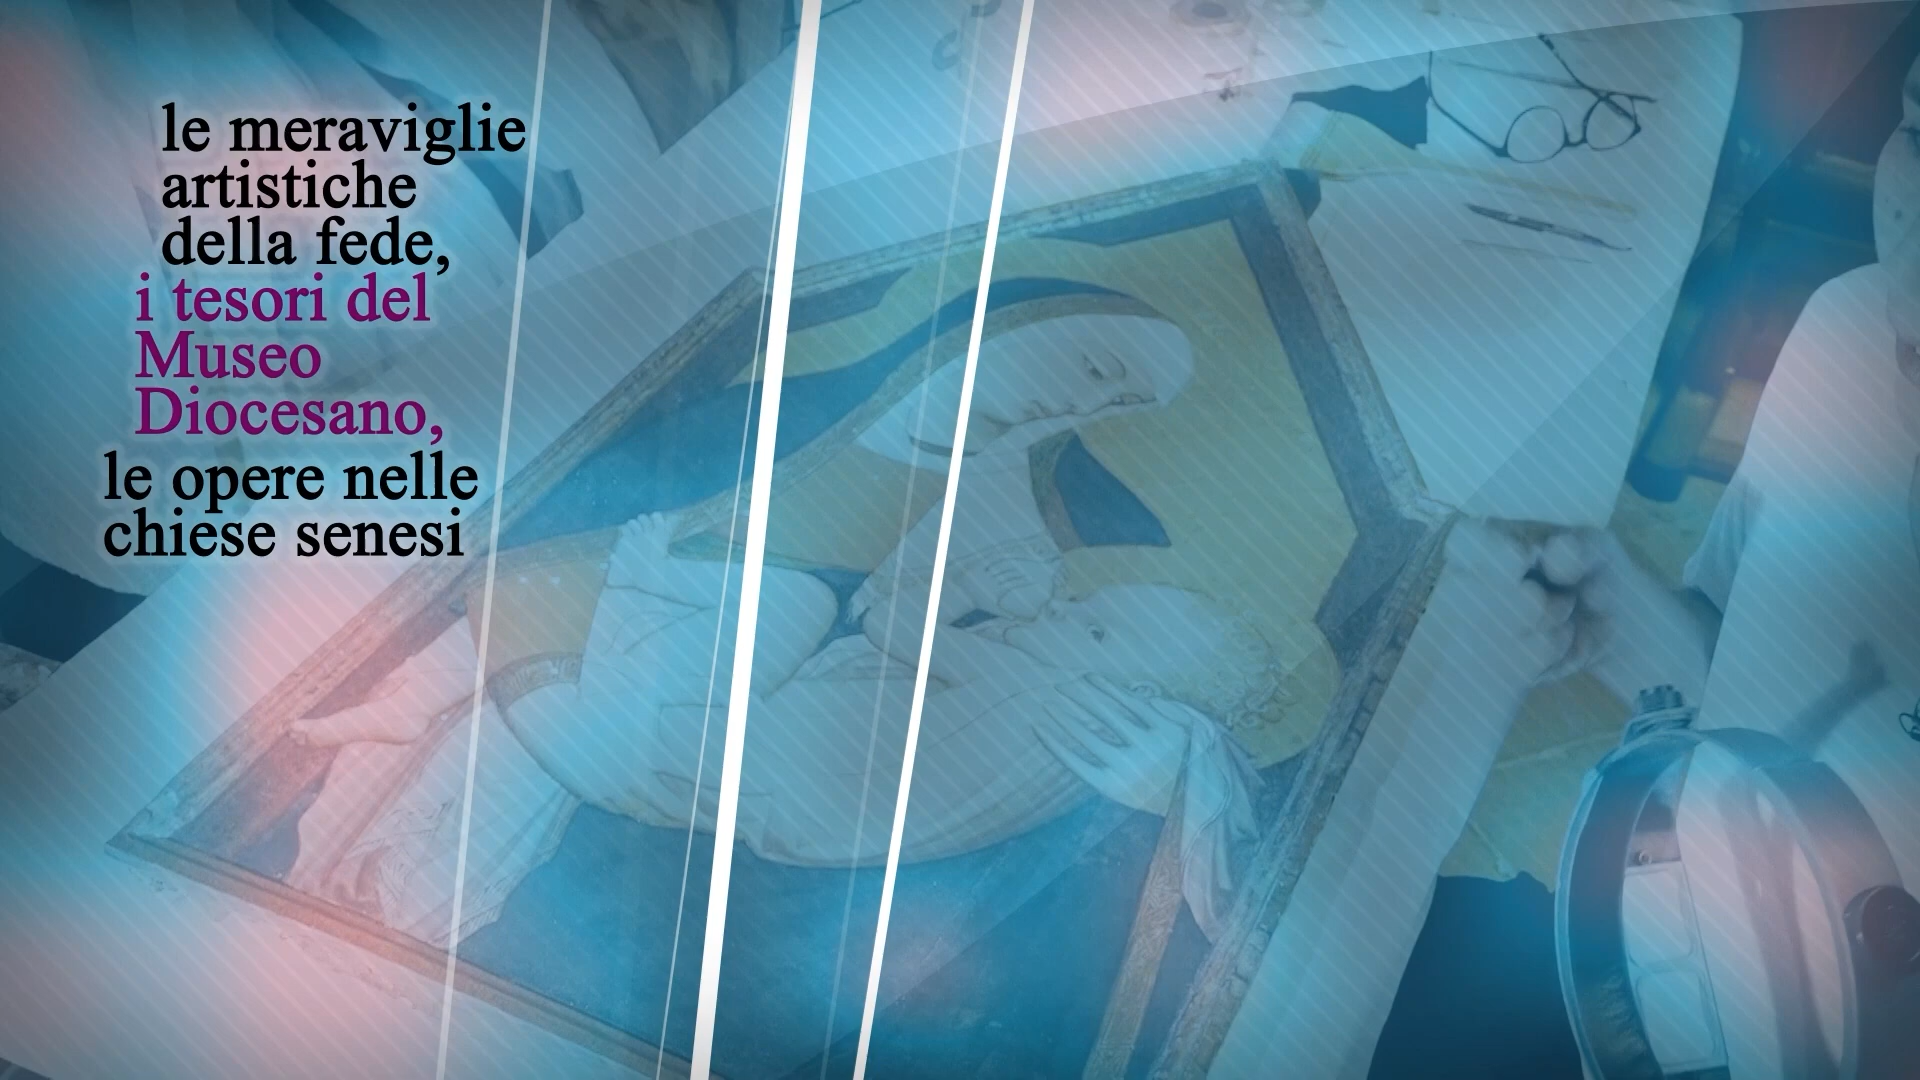 le meraviglie
artistiche
della fede,
i tesori del
Museo
Diocesano,
le opere nelle
chiese senesi